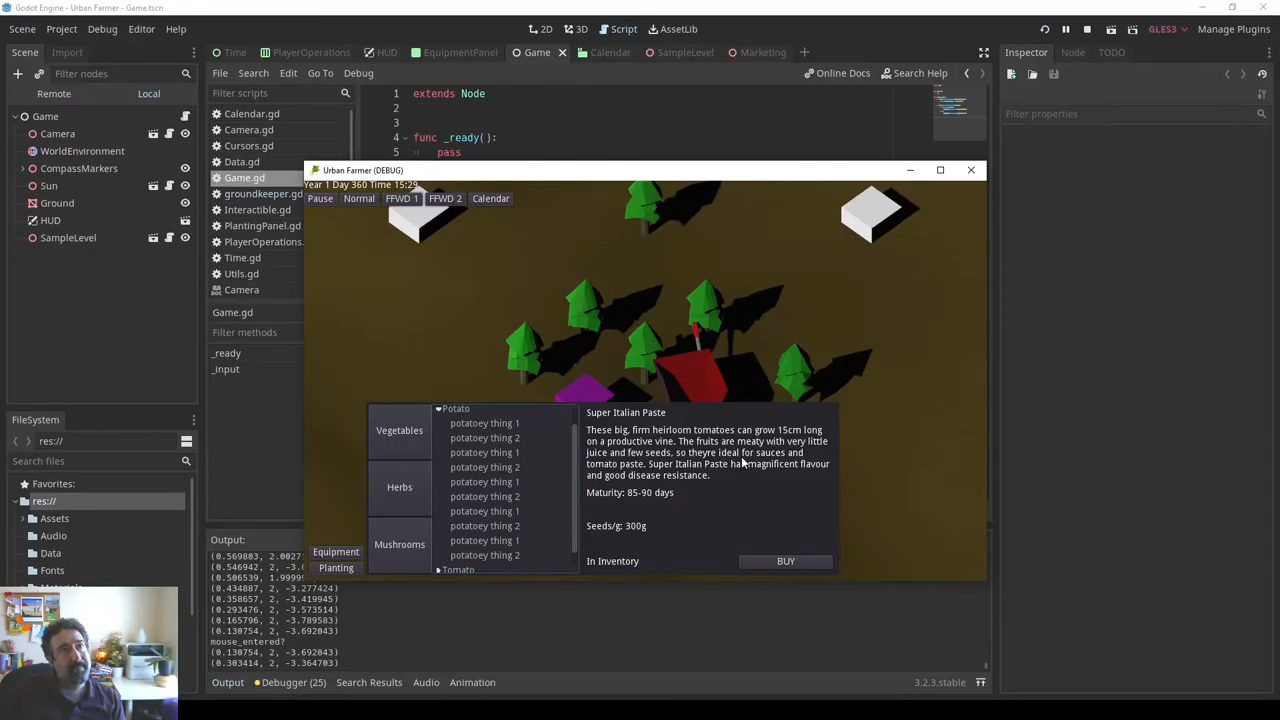 Godot Engine - Urban Farmer - Game.tscn
Scene Project Debug Editor Help
2D 3D Script AssetLib
GLES3 Manage Plugins
Scene Import
Filter nodes
Remote Local
Game
Camera
WorldEnvironment
CompassMarkers
Sun
Ground
HUD
SampleLevel
FileSystem
res://
Search files
Favorites:
res://
Assets
Audio
Data
Fonts
Time PlayerOperations HUD EquipmentPanel Game Calendar SampleLevel Marketing
File Search Edit Go To Debug
Online Docs Search Help
Filter scripts
Calendar.gd
Camera.gd
Cursors.gd
Data.gd
Game.gd
groundkeeper.gd
Interactible.gd
PlantingPanel.gd
PlayerOperations.
Time.gd
Utils.gd
Camera
Game.gd
Filter methods
_ready
_input
1 extends Node
2
3
4 func _ready():
5 pass
Urban Farmer (DEBUG)
Year 1 Day 360 Time 15:29
Pause Normal FFWD 1 FFWD 2 Calendar
Equipment
Planting
Vegetables
Herbs
Mushrooms
Potato
potatoey thing 1
potatoey thing 2
potatoey thing 1
potatoey thing 2
potatoey thing 1
potatoey thing 2
potatoey thing 1
potatoey thing 2
potatoey thing 1
potatoey thing 2
Tomato
Super Italian Paste
These big, firm heirloom tomatoes can grow 15cm long
on a productive vine. The fruits are meaty with very little
juice and few seeds, so theyre ideal for sauces and
tomato paste. Super Italian Paste has magnificent flavour
and good disease resistance.
Maturity: 85-90 days
Seeds/g: 300g
In Inventory
BUY
Output:
(0.434887, 2, -3.277424)
(0.358657, 2, -3.419945)
(0.293476, 2, -3.573514)
(0.165796, 2, -3.789583)
(0.130754, 2, -3.692043)
mouse_entered?
(0.130754, 2, -3.692043)
(0.303414, 2, -3.364703)
Output Debugger (25) Search Results Audio Animation
3.2.3.stable
Inspector Node TODO
Filter properties